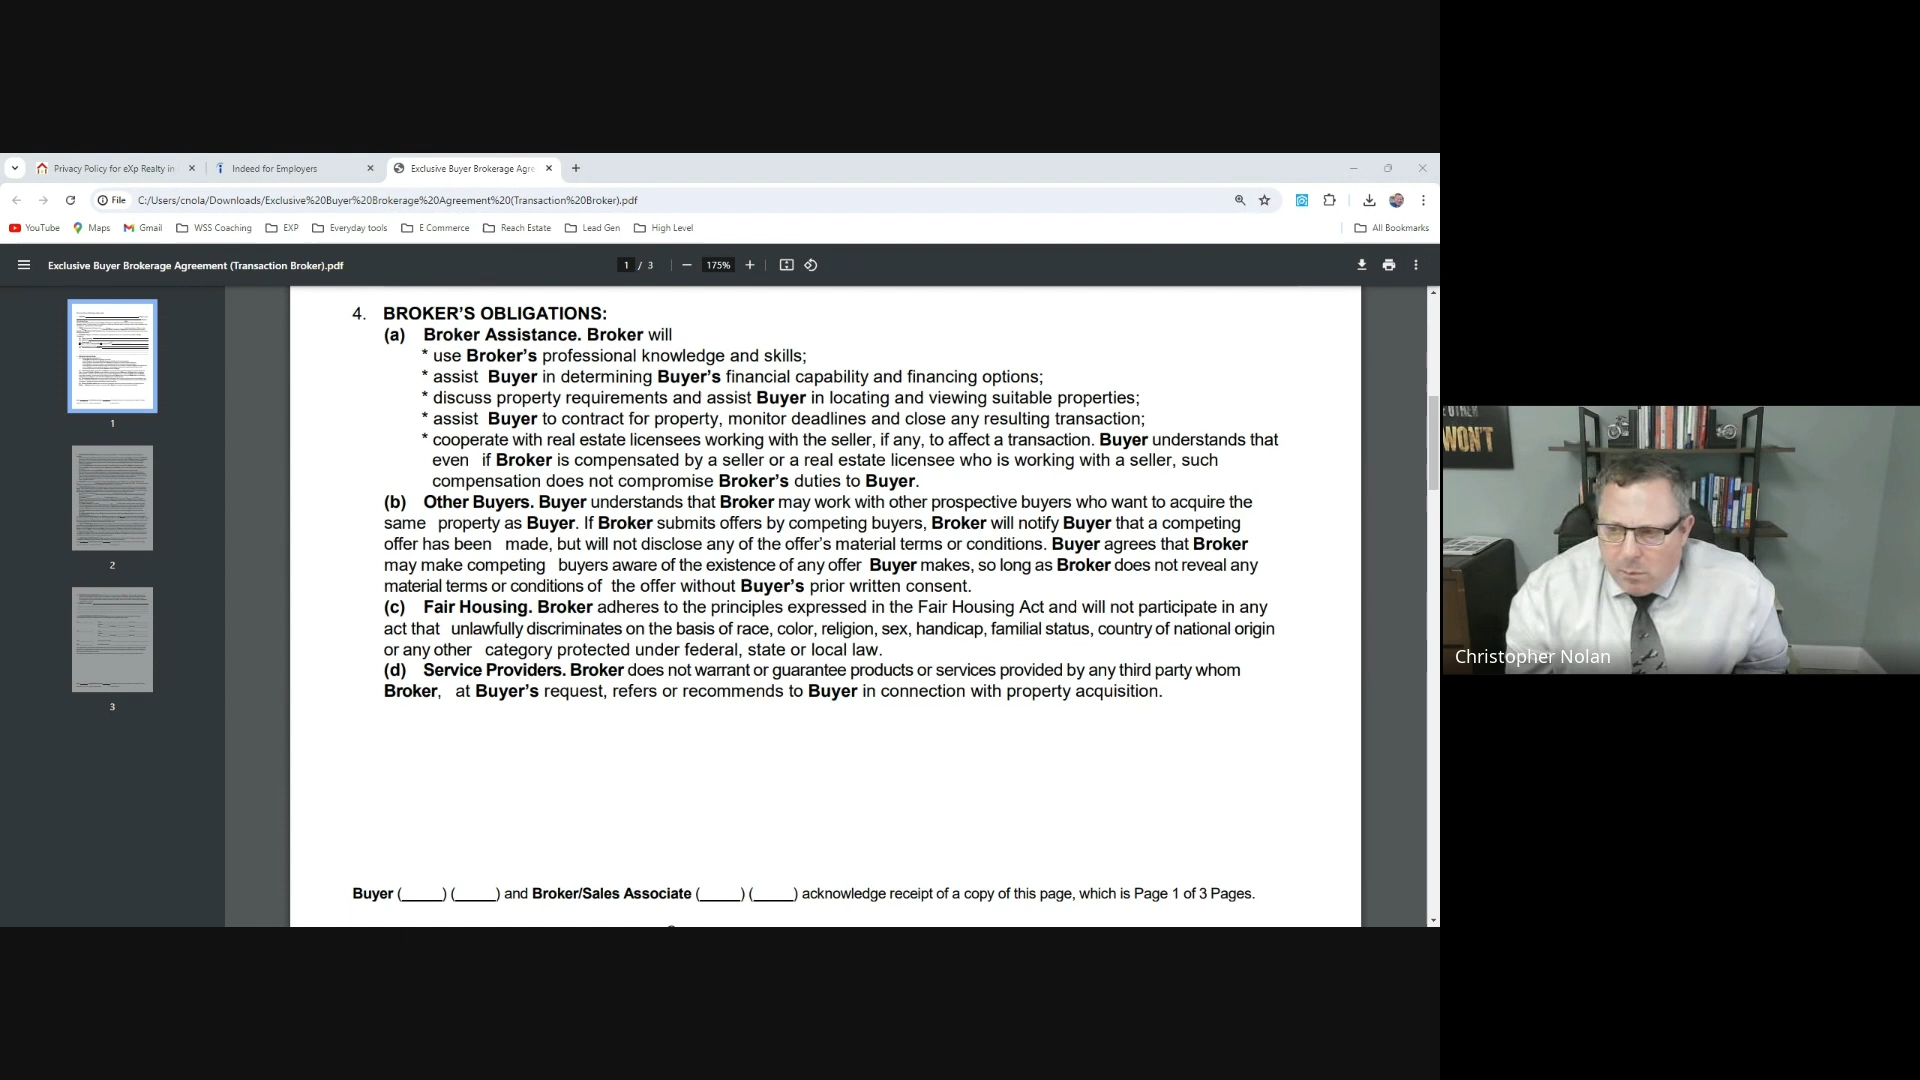 Privacy Policy for eXp Realty in
Indeed for Employers
Exclusive Buyer Brokerage Agre
File
C:/Users/cnola/Downloads/Exclusive%20Buyer%20Brokerage%20Agreement%20(Transaction%20Broker).pdf
YouTube
Maps
Gmail
WSS Coaching
EXP
Everyday tools
E Commerce
Reach Estate
Lead Gen
High Level
All Bookmarks
Exclusive Buyer Brokerage Agreement (Transaction Broker).pdf
1 / 3
175%
1
2
3
4. BROKER'S OBLIGATIONS:
(a) Broker Assistance. Broker will
* use Broker's professional knowledge and skills;
* assist Buyer in determining Buyer's financial capability and financing options;
* discuss property requirements and assist Buyer in locating and viewing suitable properties;
* assist Buyer to contract for property, monitor deadlines and close any resulting transaction;
* cooperate with real estate licensees working with the seller, if any, to affect a transaction. Buyer understands that
even if Broker is compensated by a seller or a real estate licensee who is working with a seller, such
compensation does not compromise Broker's duties to Buyer.
(b) Other Buyers. Buyer understands that Broker may work with other prospective buyers who want to acquire the
same property as Buyer. If Broker submits offers by competing buyers, Broker will notify Buyer that a competing
offer has been made, but will not disclose any of the offer's material terms or conditions. Buyer agrees that Broker
may make competing buyers aware of the existence of any offer Buyer makes, so long as Broker does not reveal any
material terms or conditions of the offer without Buyer's prior written consent.
(c) Fair Housing. Broker adheres to the principles expressed in the Fair Housing Act and will not participate in any
act that unlawfully discriminates on the basis of race, color, religion, sex, handicap, familial status, country of national origin
or any other category protected under federal, state or local law.
(d) Service Providers. Broker does not warrant or guarantee products or services provided by any third party whom
Broker, at Buyer's request, refers or recommends to Buyer in connection with property acquisition.
Buyer (_____) (_____) and Broker/Sales Associate (_____) (_____) acknowledge receipt of a copy of this page, which is Page 1 of 3 Pages.
WON'T
Christopher Nolan